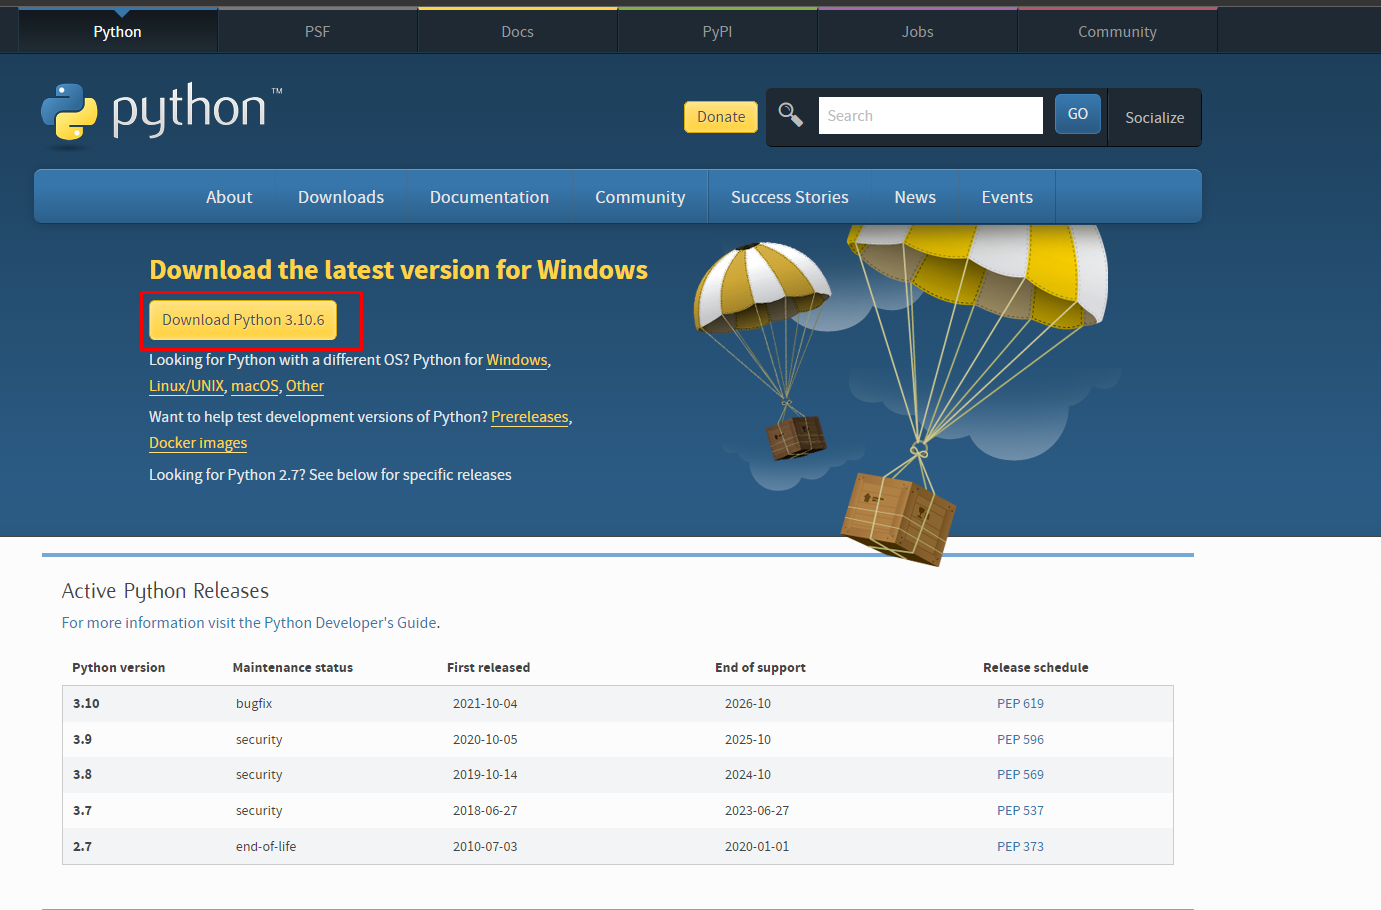 Python PSF Docs PyPI Jobs Community
python™
Donate Search GO Socialize
About Downloads Documentation Community Success Stories News Events
Download the latest version for Windows
Download Python 3.10.6
Looking for Python with a different OS? Python for Windows,
Linux/UNIX, macOS, Other
Want to help test development versions of Python? Prereleases,
Docker images
Looking for Python 2.7? See below for specific releases
Active Python Releases
For more information visit the Python Developer's Guide.
Python version Maintenance status First released End of support Release schedule
3.10 bugfix 2021-10-04 2026-10 PEP 619
3.9 security 2020-10-05 2025-10 PEP 596
3.8 security 2019-10-14 2024-10 PEP 569
3.7 security 2018-06-27 2023-06-27 PEP 537
2.7 end-of-life 2010-07-03 2020-01-01 PEP 373